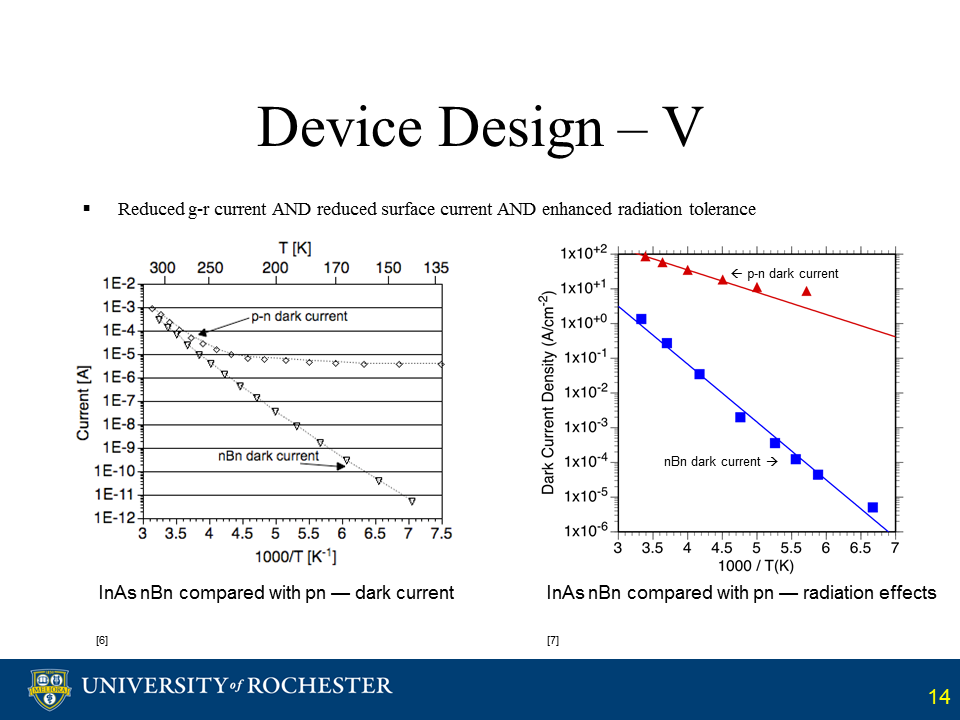 Device Design – V
▪ Reduced g-r current AND reduced surface current AND enhanced radiation tolerance
T [K]
300 250 200 170 150 135
1E-2
1E-3
1E-4
1E-5
1E-6
1E-7
1E-8
1E-9
1E-10
1E-11
1E-12
Current [A]
p-n dark current
nBn dark current
3 3.5 4 4.5 5 5.5 6 6.5 7 7.5
1000/T [K-1]
InAs nBn compared with pn — dark current
[6]
1x10+2
1x10+1
1x10+0
1x10-1
1x10-2
1x10-3
1x10-4
1x10-5
1x10-6
Dark Current Density (A/cm-2)
← p-n dark current
nBn dark current →
3 3.5 4 4.5 5 5.5 6 6.5 7
1000 / T(K)
InAs nBn compared with pn — radiation effects
[7]
MELIORA
UNIVERSITY of ROCHESTER
14